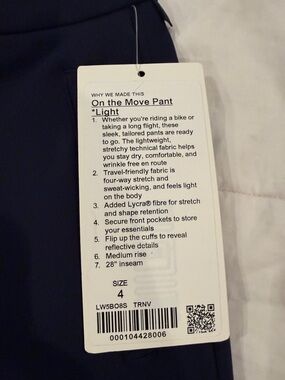 WHY WE MADE THIS
On the Move Pant
*Light
1. Whether you're riding a bike or
taking a long flight, these
sleek, tailored pants are ready
to go. The lightweight,
stretchy technical fabric helps
you stay dry, comfortable, and
wrinkle free en route
2. Travel-friendly fabric is
four-way stretch and
sweat-wicking, and feels light
on the body
3. Added Lycra® fibre for stretch
and shape retention
4. Secure front pockets to store
your essentials
5. Flip up the cuffs to reveal
reflective details
6. Medium rise
7. 28" inseam
SIZE
4
LW5BO8S TRNV
000104428006